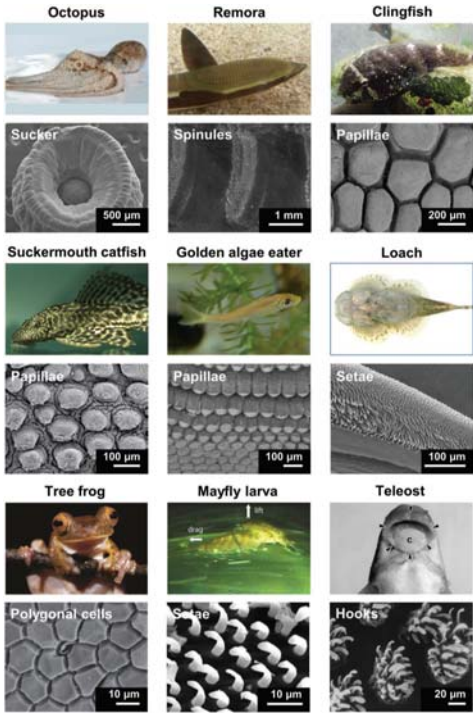 Octopus
Remora
Clingfish
Sucker
500 µm
Spinules
1 mm
Papillae
200 µm
Suckermouth catfish
Golden algae eater
Loach
Papillae
100 µm
Papillae
100 µm
Setae
100 µm
Tree frog
Mayfly larva
Teleost
lift
drag
C
Polygonal cells
10 µm
Setae
10 µm
Hooks
20 µm